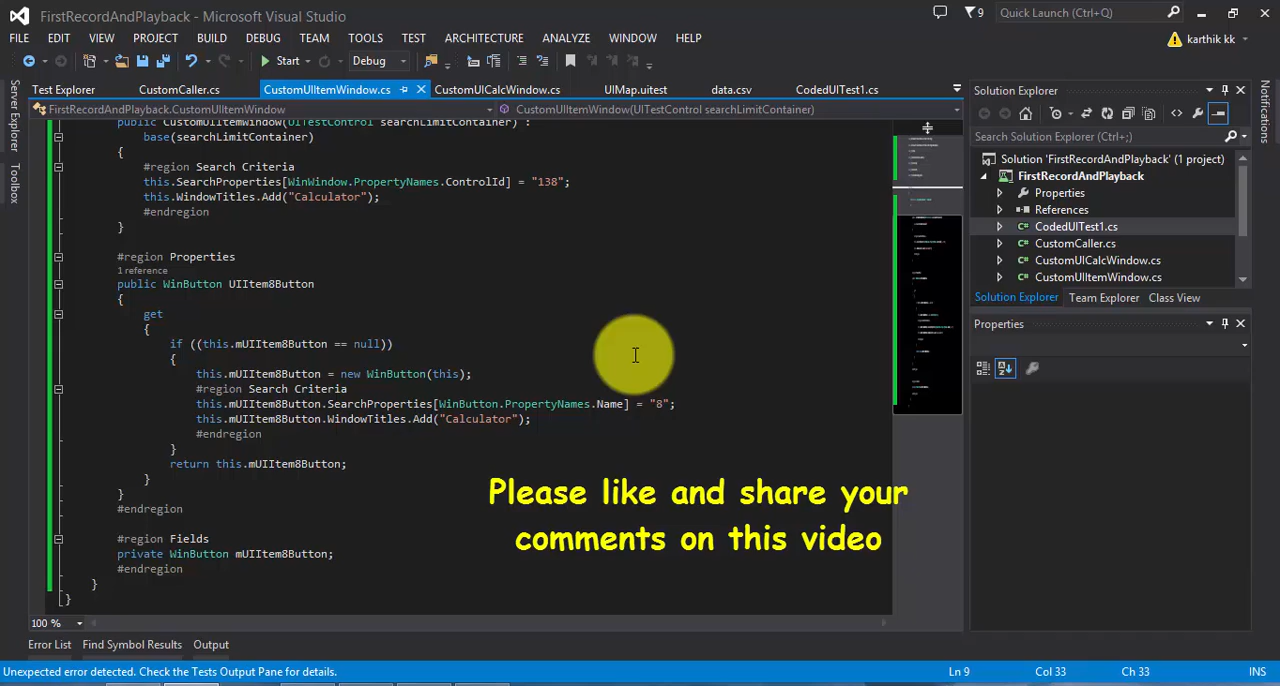 FirstRecordAndPlayback - Microsoft Visual Studio
9
Quick Launch (Ctrl+Q)
FILE EDIT VIEW PROJECT BUILD DEBUG TEAM TOOLS TEST ARCHITECTURE ANALYZE WINDOW HELP
karthik kk
Start Debug
Server Explorer
Toolbox
Test Explorer CustomCaller.cs CustomUIItemWindow.cs CustomUICalcWindow.cs UIMap.uitest data.csv CodedUITest1.cs
FirstRecordAndPlayback.CustomUIItemWindow CustomUIItemWindow(UITestControl searchLimitContainer)
public CustomUIItemWindow(UITestControl searchLimitContainer) :
base(searchLimitContainer)
{
#region Search Criteria
this.SearchProperties[WinWindow.PropertyNames.ControlId] = "138";
this.WindowTitles.Add("Calculator");
#endregion
}
#region Properties
1 reference
public WinButton UIItem8Button
{
get
{
if ((this.mUIItem8Button == null))
{
this.mUIItem8Button = new WinButton(this);
#region Search Criteria
this.mUIItem8Button.SearchProperties[WinButton.PropertyNames.Name] = "8";
this.mUIItem8Button.WindowTitles.Add("Calculator");
#endregion
}
return this.mUIItem8Button;
}
}
#endregion
#region Fields
private WinButton mUIItem8Button;
#endregion
}
}
Please like and share your
comments on this video
100 %
Solution Explorer
Search Solution Explorer (Ctrl+;)
Solution 'FirstRecordAndPlayback' (1 project)
FirstRecordAndPlayback
Properties
References
CodedUITest1.cs
CustomCaller.cs
CustomUICalcWindow.cs
CustomUIItemWindow.cs
Solution Explorer Team Explorer Class View
Properties
Notifications
Error List Find Symbol Results Output
Unexpected error detected. Check the Tests Output Pane for details. Ln 9 Col 33 Ch 33 INS